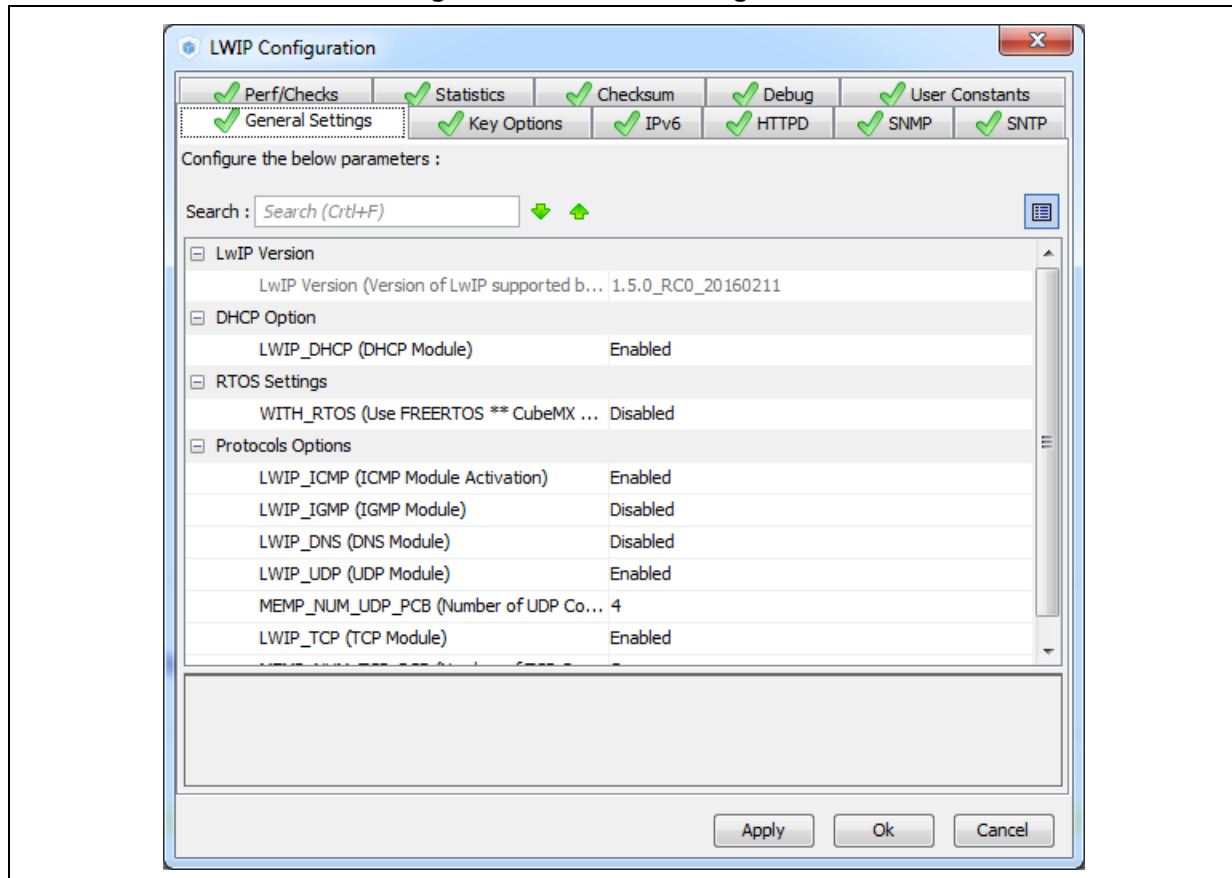 LWIP Configuration
Perf/Checks Statistics Checksum Debug User Constants
General Settings Key Options IPv6 HTTPD SNMP SNTP
Configure the below parameters :
Search : Search (Crtl+F)
LwIP Version
LwIP Version (Version of LwIP supported b... 1.5.0_RC0_20160211
DHCP Option
LWIP_DHCP (DHCP Module) Enabled
RTOS Settings
WITH_RTOS (Use FREERTOS ** CubeMX ... Disabled
Protocols Options
LWIP_ICMP (ICMP Module Activation) Enabled
LWIP_IGMP (IGMP Module) Disabled
LWIP_DNS (DNS Module) Disabled
LWIP_UDP (UDP Module) Enabled
MEMP_NUM_UDP_PCB (Number of UDP Co... 4
LWIP_TCP (TCP Module) Enabled
Apply Ok Cancel